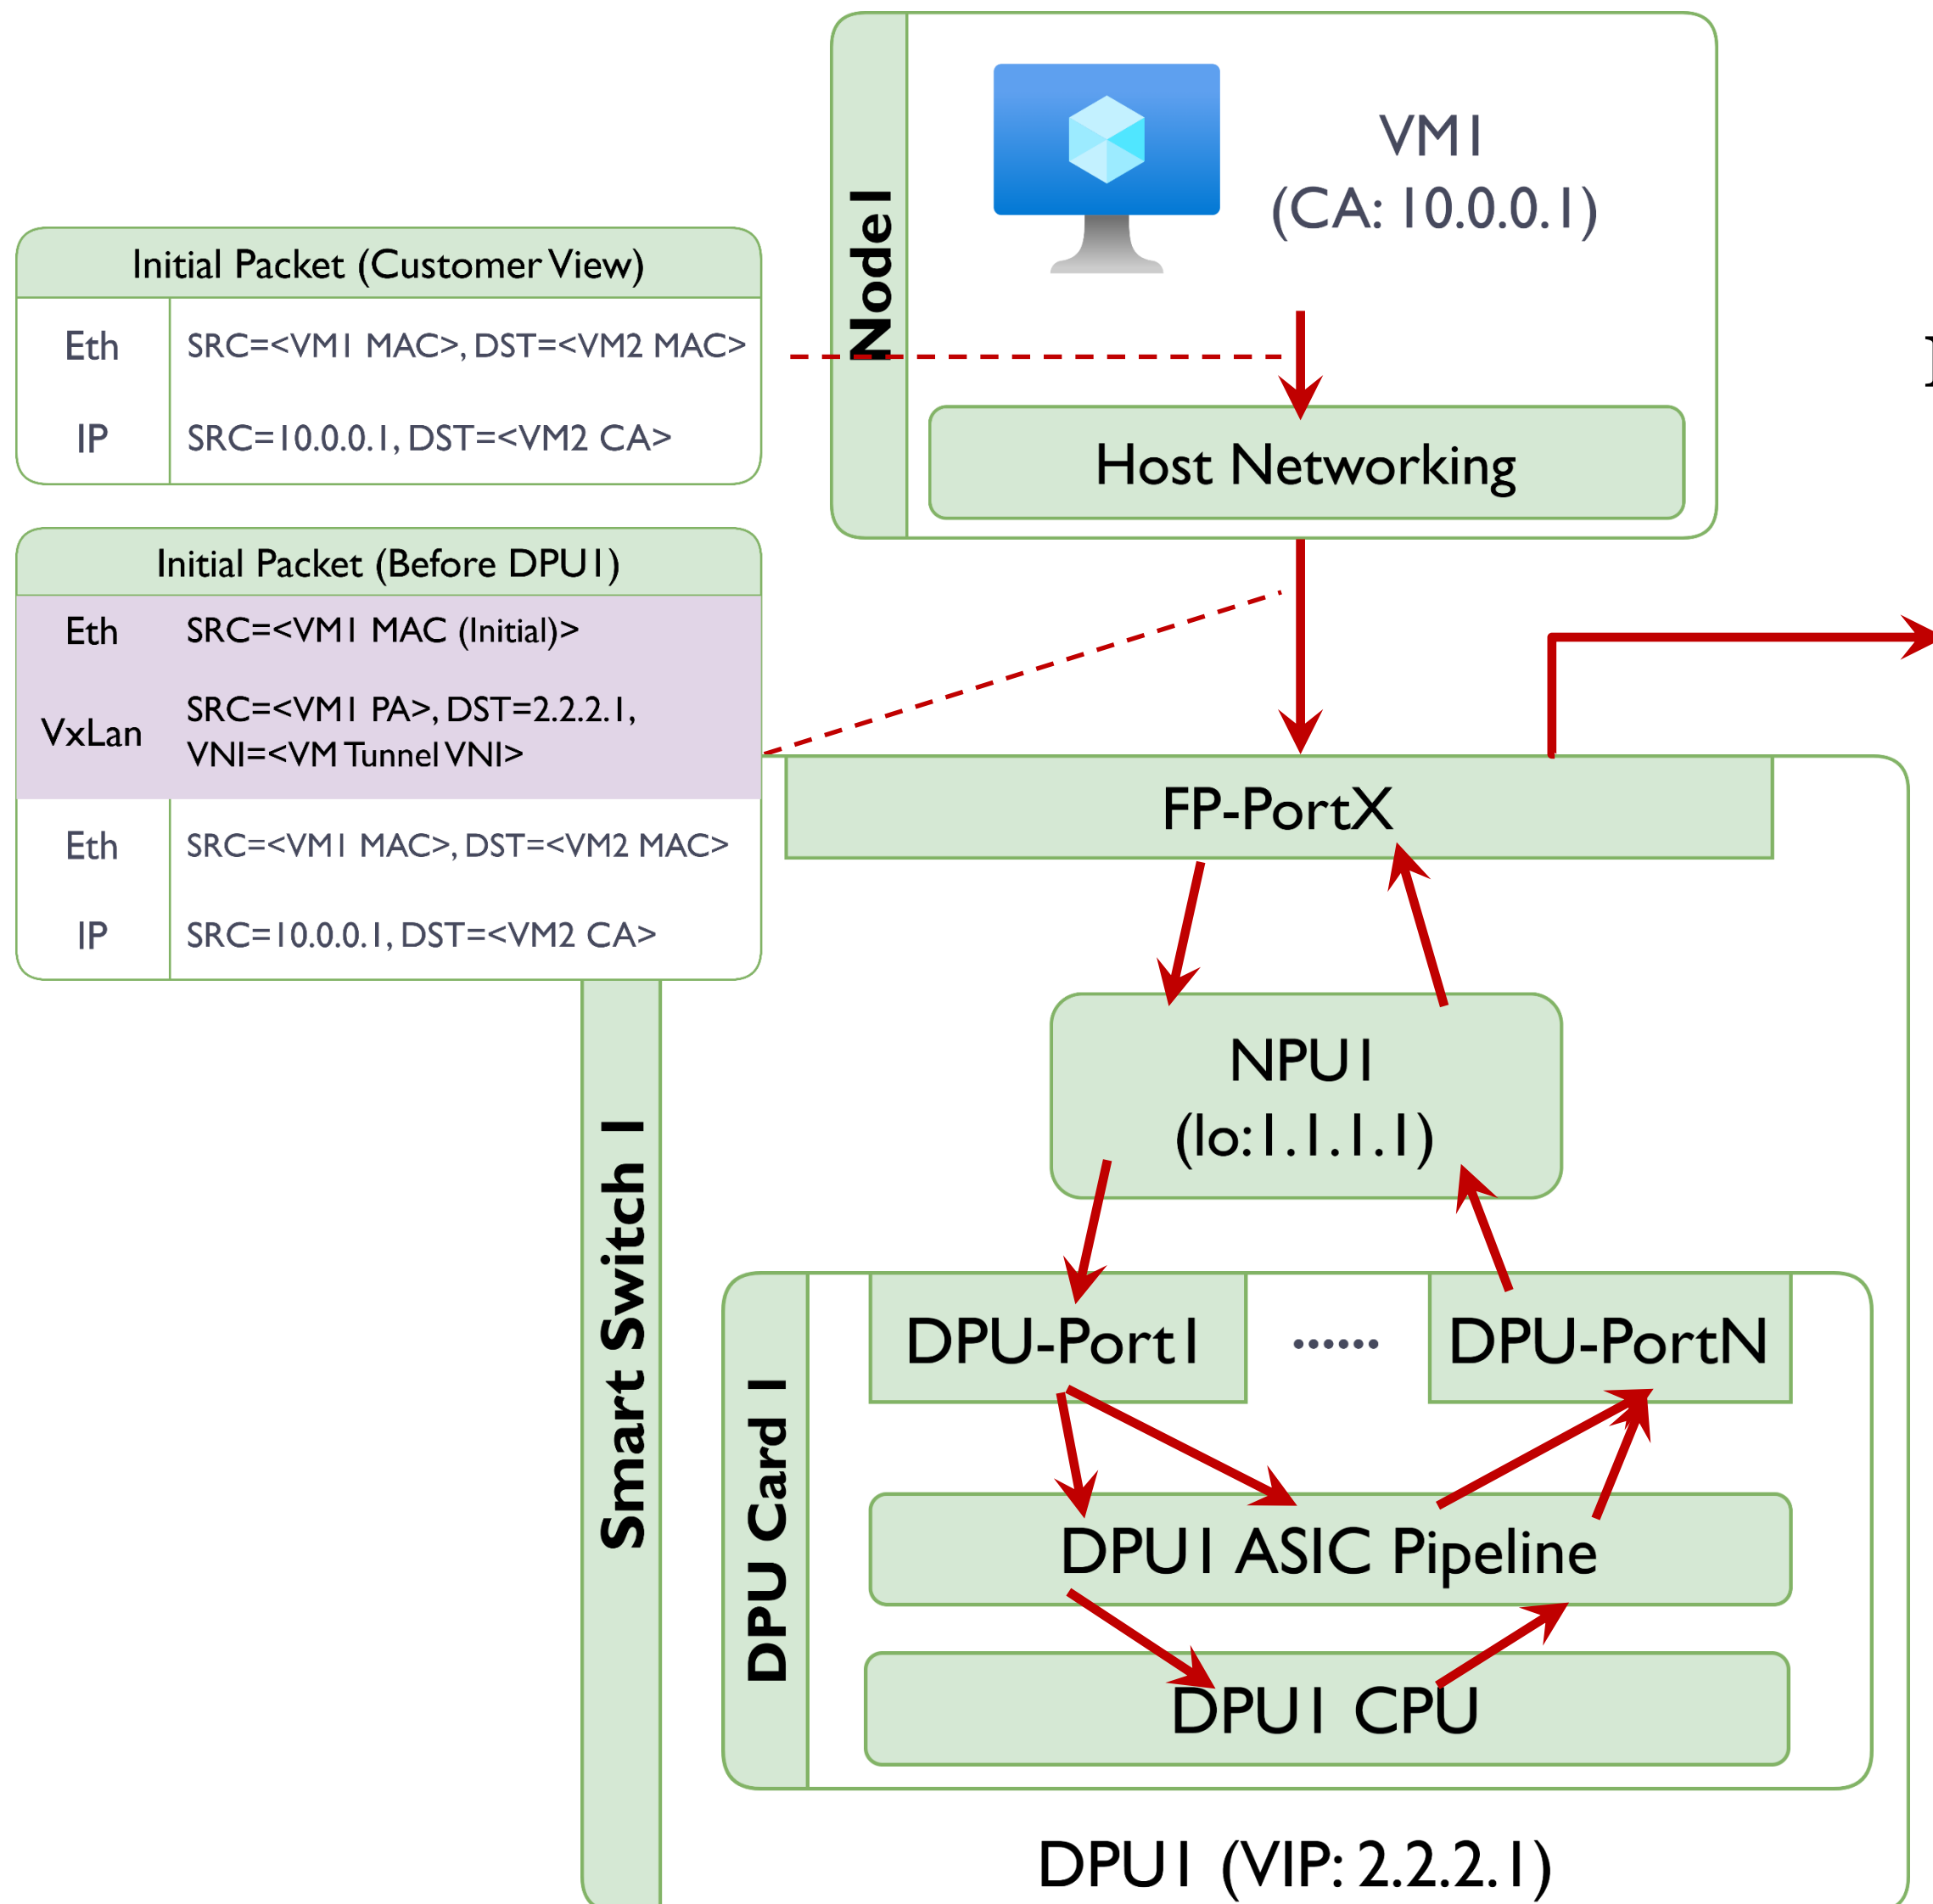 VM1
(CA: 10.0.0.1)
Node1
Initial Packet (Customer View)
Eth SRC=<VM1 MAC>, DST=<VM2 MAC>
IP SRC=10.0.0.1, DST=<VM2 CA>
Host Networking
Initial Packet (Before DPU1)
Eth SRC=<VM1 MAC (Initial)>
VxLan SRC=<VM1 PA>, DST=2.2.2.1,
VNI=<VM Tunnel VNI>
Eth SRC=<VM1 MAC>, DST=<VM2 MAC>
IP SRC=10.0.0.1, DST=<VM2 CA>
FP-PortX
NPU1
(lo:1.1.1.1)
Smart Switch 1
DPU Card 1
DPU-Port1 ...... DPU-PortN
DPU1 ASIC Pipeline
DPU1 CPU
DPU1 (VIP: 2.2.2.1)